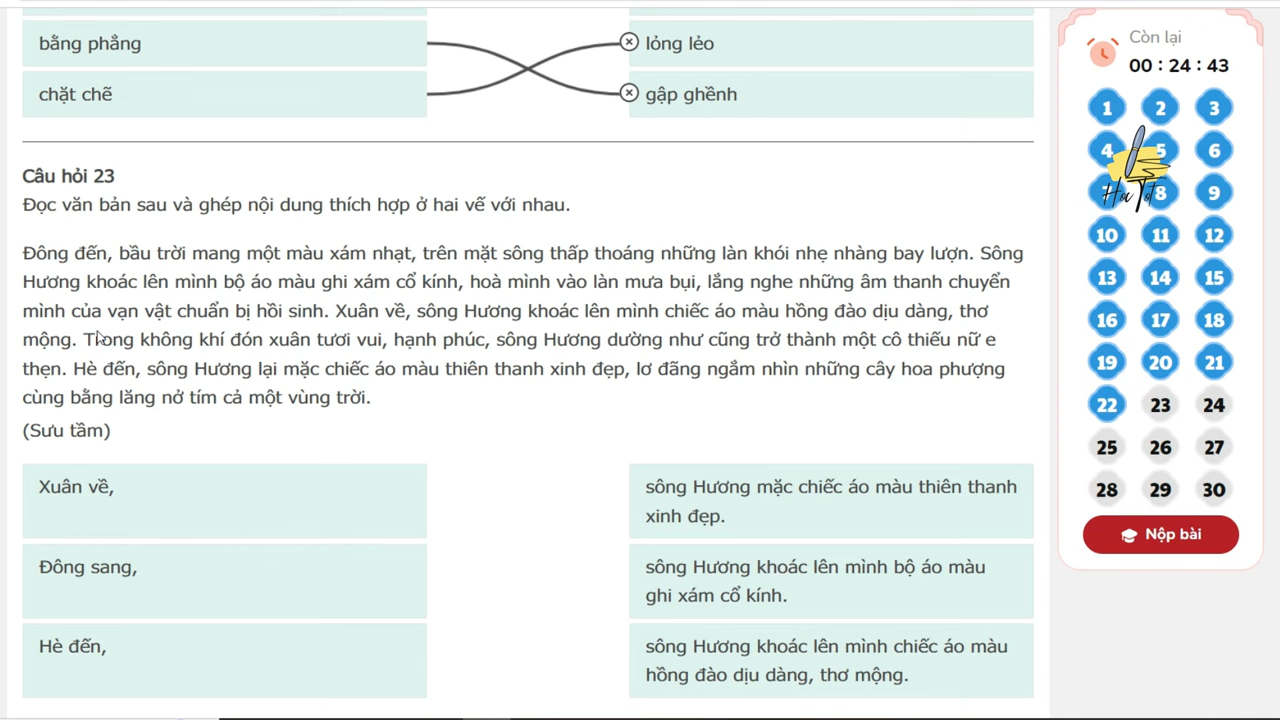 bằng phẳng
lỏng lẻo
chặt chẽ
gập ghềnh
Câu hỏi 23
Đọc văn bản sau và ghép nội dung thích hợp ở hai vế với nhau.
Đông đến, bầu trời mang một màu xám nhạt, trên mặt sông thấp thoáng những làn khói nhẹ nhàng bay lượn. Sông
Hương khoác lên mình bộ áo màu ghi xám cổ kính, hoà mình vào làn mưa bụi, lắng nghe những âm thanh chuyển
mình của vạn vật chuẩn bị hồi sinh. Xuân về, sông Hương khoác lên mình chiếc áo màu hồng đào dịu dàng, thơ
mộng. Trong không khí đón xuân tươi vui, hạnh phúc, sông Hương dường như cũng trở thành một cô thiếu nữ e
thẹn. Hè đến, sông Hương lại mặc chiếc áo màu thiên thanh xinh đẹp, lơ đãng ngắm nhìn những cây hoa phượng
cùng bằng lăng nở tím cả một vùng trời.
(Sưu tầm)
Xuân về,
sông Hương mặc chiếc áo màu thiên thanh
xinh đẹp.
Đông sang,
sông Hương khoác lên mình bộ áo màu
ghi xám cổ kính.
Hè đến,
sông Hương khoác lên mình chiếc áo màu
hồng đào dịu dàng, thơ mộng.
Còn lại
00 : 24 : 43
1 2 3
4 5 6
7 8 9
Học Tốt
10 11 12
13 14 15
16 17 18
19 20 21
22 23 24
25 26 27
28 29 30
Nộp bài